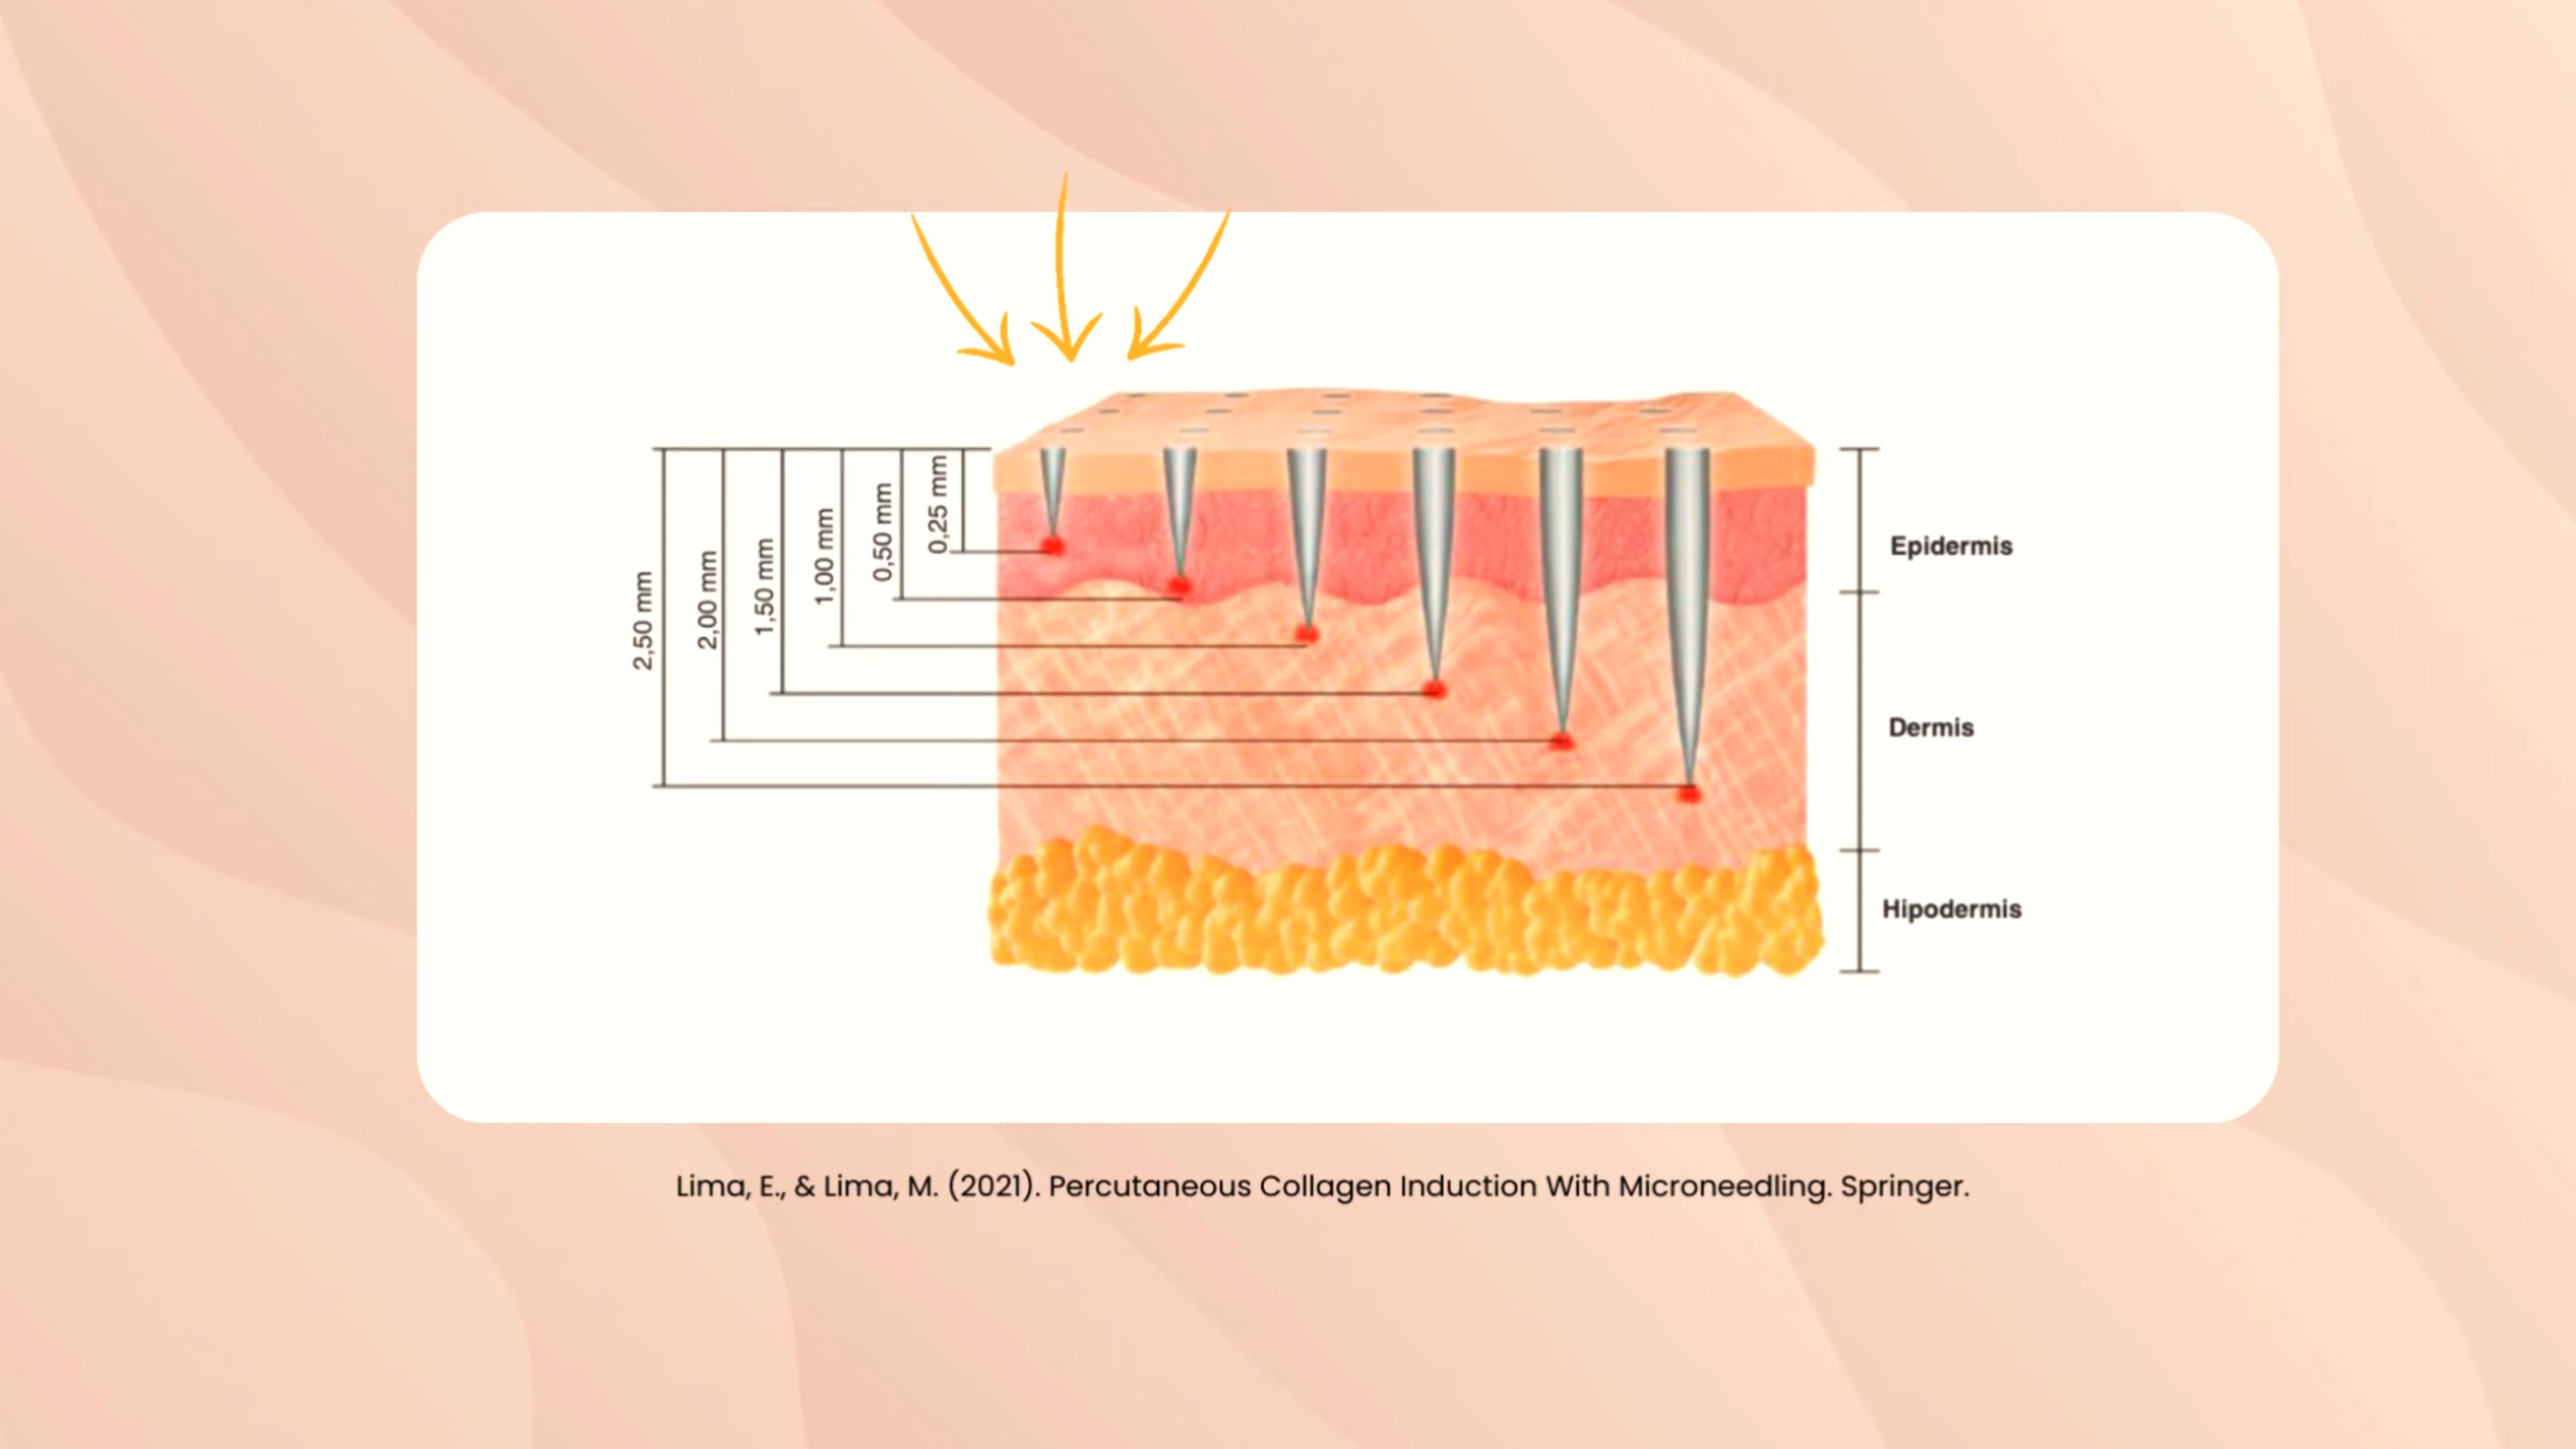 2,50 mm
2,00 mm
1,50 mm
1,00 mm
0,50 mm
0,25 mm
Epidermis
Dermis
Hipodermis
Lima, E., & Lima, M. (2021). Percutaneous Collagen Induction With Microneedling. Springer.